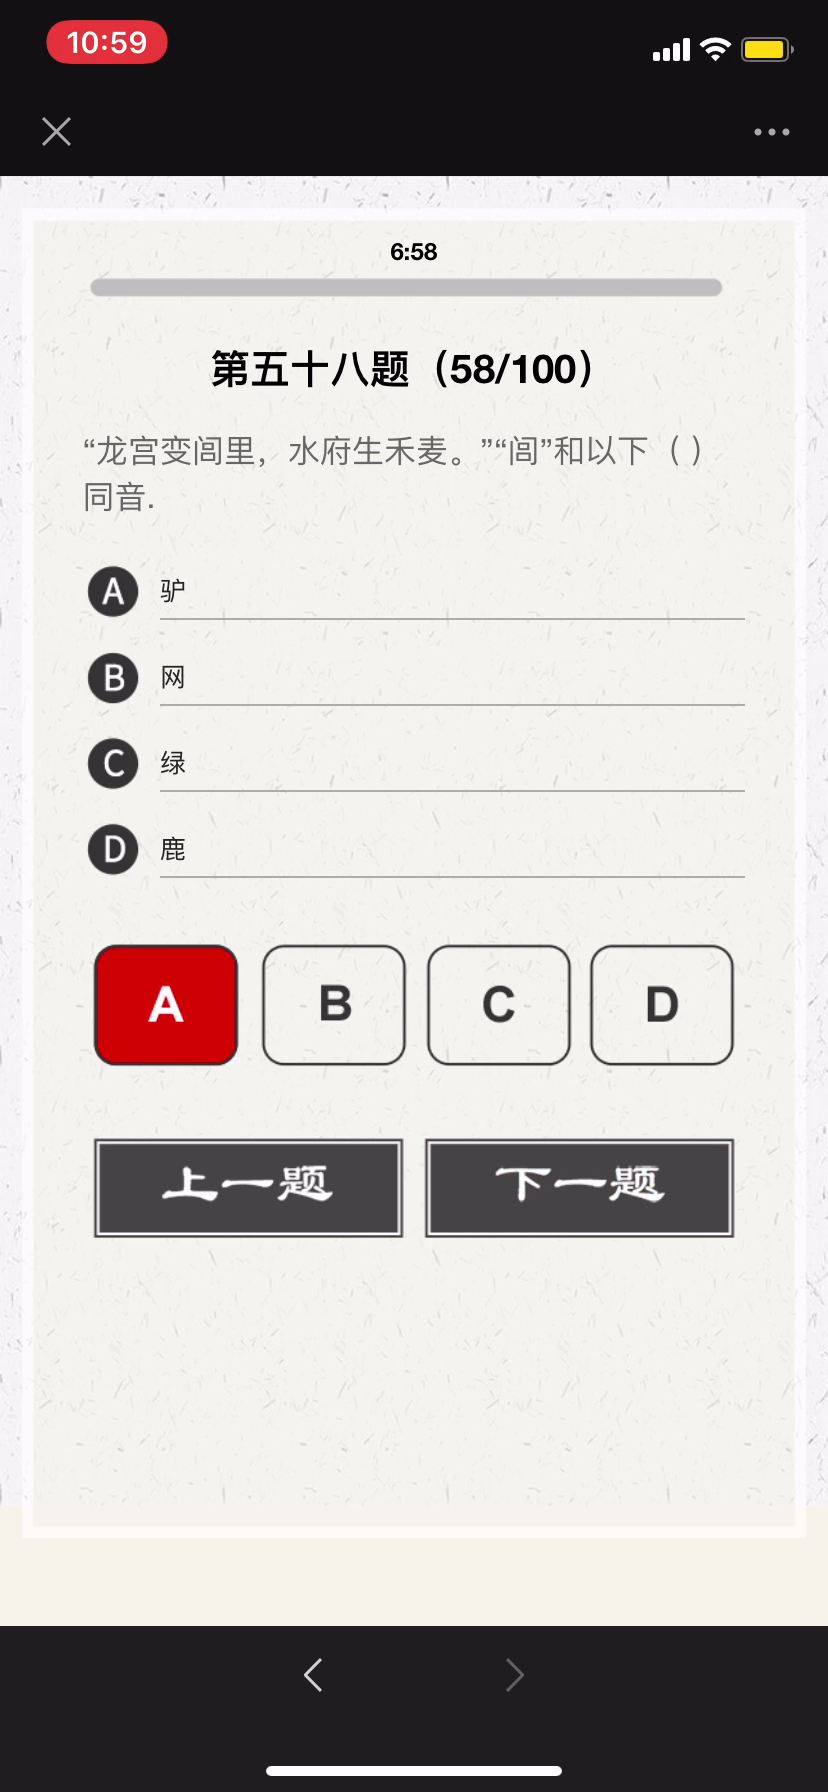 10:59
6:58
第五十八题（58/100）
“龙宫变闾里，水府生禾麦。”“闾”和以下（ ）
同音.
A 驴
B 网
C 绿
D 鹿
A B C D
上一题 下一题